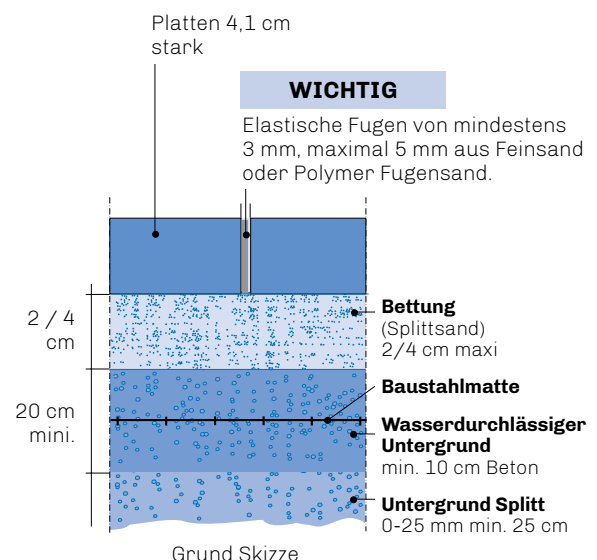 Platten 4,1 cm
stark
WICHTIG
Elastische Fugen von mindestens
3 mm, maximal 5 mm aus Feinsand
oder Polymer Fugensand.
2 / 4
cm
Bettung
(Splittsand)
2/4 cm maxi
Baustahlmatte
20 cm
mini.
Wasserdurchlässiger
Untergrund
min. 10 cm Beton
Untergrund Splitt
0-25 mm min. 25 cm
Grund Skizze